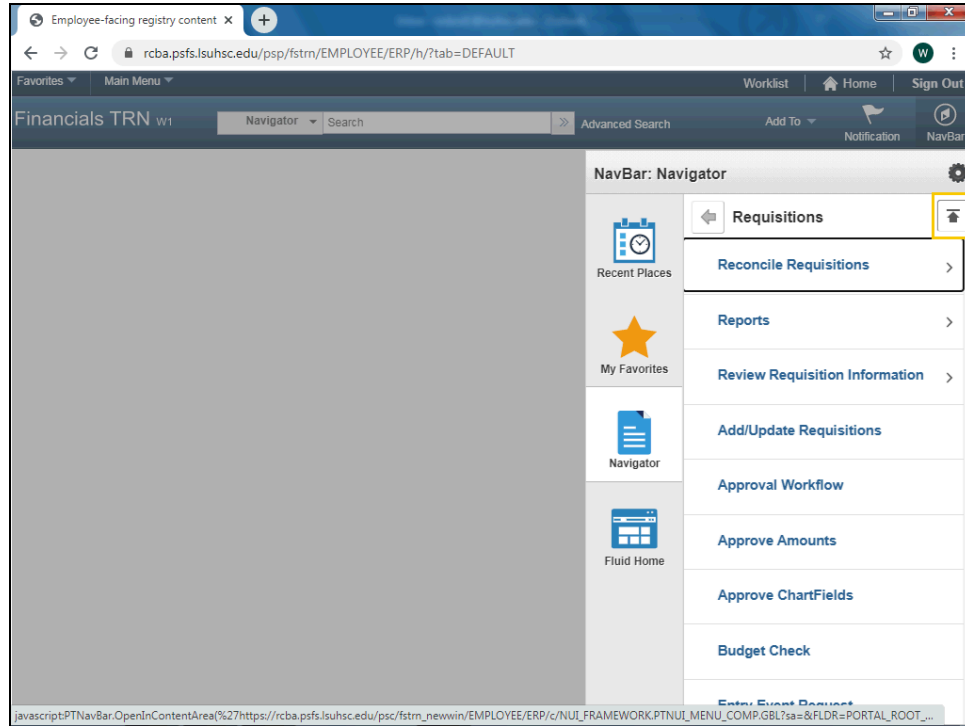 Employee-facing registry content
rcba.psfs.lsuhsc.edu/psp/fstrn/EMPLOYEE/ERP/h/?tab=DEFAULT
W
Favorites Main Menu Worklist Home Sign Out
Financials TRN W1 Navigator Search Advanced Search Add To Notification NavBar
NavBar: Navigator
Requisitions
Recent Places
Reconcile Requisitions
Reports
My Favorites
Review Requisition Information
Add/Update Requisitions
Navigator
Approval Workflow
Approve Amounts
Fluid Home
Approve ChartFields
Budget Check
Entry Event Request
javascript:PTNavBar.OpenInContentArea(%27https://rcba.psfs.lsuhsc.edu/psc/fstrn_newwin/EMPLOYEE/ERP/c/NUI_FRAMEWORK.PTNUI_MENU_COMP.GBL?sa=&FLDR=PORTAL_ROOT_...